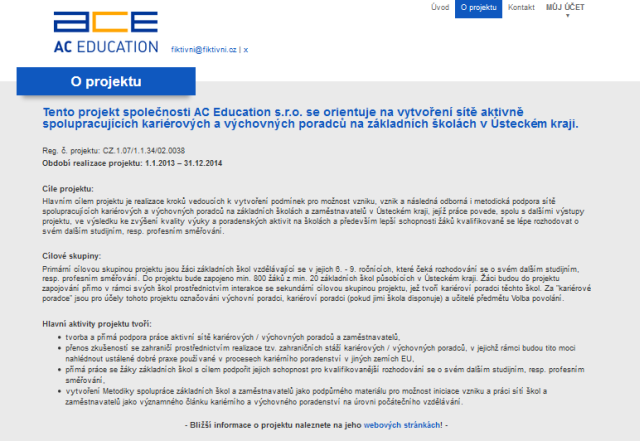 Úvod O projektu Kontakt MŮJ ÚČET
ace
AC EDUCATION
fiktivni@fiktivni.cz | x
O projektu
Tento projekt společnosti AC Education s.r.o. se orientuje na vytvoření sítě aktivně
spolupracujících kariérových a výchovných poradců na základních školách v Ústeckém kraji.
Reg. č. projektu: CZ.1.07/1.1.34/02.0038
Období realizace projektu: 1.1.2013 – 31.12.2014
Cíle projektu:
Hlavním cílem projektu je realizace kroků vedoucích k vytvoření podmínek pro možnost vzniku, vznik a následná odborná i metodická podpora sítě
spolupracujících kariérových a výchovných poradců na základních školách a zaměstnavatelů v Ústeckém kraji, jejíž práce povede, spolu s dalšími výstupy
projektu, ve výsledku ke zvýšení kvality výuky a poradenských aktivit na školách a především lepší schopnosti žáků kvalifikovaně se lépe rozhodovat o
svém dalším studijním, resp. profesním směřování.
Cílové skupiny:
Primární cílovou skupinou projektu jsou žáci základních škol vzdělávající se v jejich 6. - 9. ročnících, které čeká rozhodování se o svém dalším studijním,
resp. profesním směřování. Do projektu bude zapojeno min. 800 žáků z min. 20 základních škol působících v Ústeckém kraji. Žáci budou do projektu
zapojováni přímo v rámci svých škol prostřednictvím interakce se sekundární cílovou skupinou projektu, jež tvoří kariéroví poradci těchto škol. Za "kariérové
poradce" jsou pro účely tohoto projektu označováni výchovní poradci, kariéroví poradci (pokud jimi škola disponuje) a učitelé předmětu Volba povolání.
Hlavní aktivity projektu tvoří:
• tvorba a přímá podpora práce aktivní sítě kariérových / výchovných poradců a zaměstnavatelů,
• přenos zkušeností se zahraničí prostřednictvím realizace tzv. zahraničních stáží kariérových / výchovných poradců, v jejichž rámci budou tito moci
nahlédnout ustálené dobré praxe používané v procesech kariérního poradenství v jiných zemích EU,
• přímá práce se žáky základních škol s cílem podpořit jejich schopnost pro kvalifikovanější rozhodování se o svém dalším studijním, resp. profesním
směřování,
• vytvoření Metodiky spolupráce základních škol a zaměstnavatelů jako podpůrného materiálu pro možnost iniciace vzniku a práci sítí škol a
zaměstnavatelů jako významného článku kariérního a výchovného poradenství na úrovni počátečního vzdělávání.
- Bližší informace o projektu naleznete na jeho webových stránkách! -